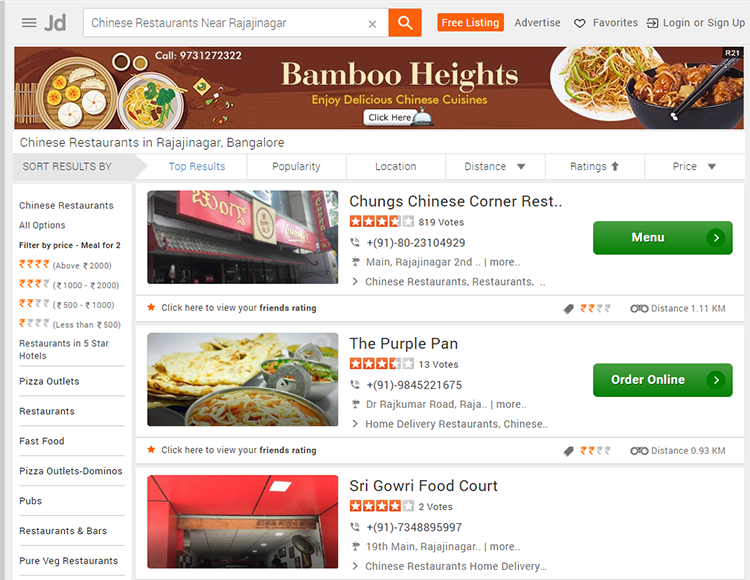 Jd
Chinese Restaurants Near Rajajinagar
Free Listing
Advertise
Favorites
Login or Sign Up
Call: 9731272322
Bamboo Heights
Enjoy Delicious Chinese Cuisines
Click Here
R21
Chinese Restaurants in Rajajinagar, Bangalore
SORT RESULTS BY
Top Results
Popularity
Location
Distance
Ratings
Price
Chinese Restaurants
All Options
Filter by price - Meal for 2
₹₹₹₹ (Above ₹ 2000)
₹₹₹₹ (₹ 1000 - ₹ 2000)
₹₹₹₹ (₹ 500 - ₹ 1000)
₹₹₹₹ (Less than ₹ 500)
Restaurants in 5 Star
Hotels
Pizza Outlets
Restaurants
Fast Food
Pizza Outlets-Dominos
Pubs
Restaurants & Bars
Pure Veg Restaurants
ಚುಂಗ್ಸ್
Chungs Chinese Corner Rest..
819 Votes
+(91)-80-23104929
Main, Rajajinagar 2nd .. | more..
Chinese Restaurants, Restaurants, ..
Menu
Click here to view your friends rating
₹₹₹₹
Distance 1.11 KM
The Purple Pan
13 Votes
+(91)-9845221675
Dr Rajkumar Road, Raja.. | more..
Home Delivery Restaurants, Chinese..
Order Online
Click here to view your friends rating
₹₹₹₹
Distance 0.93 KM
Sri Gowri Food Court
2 Votes
+(91)-7348895997
19th Main, Rajajinagar.. | more..
Chinese Restaurants Home Delivery...